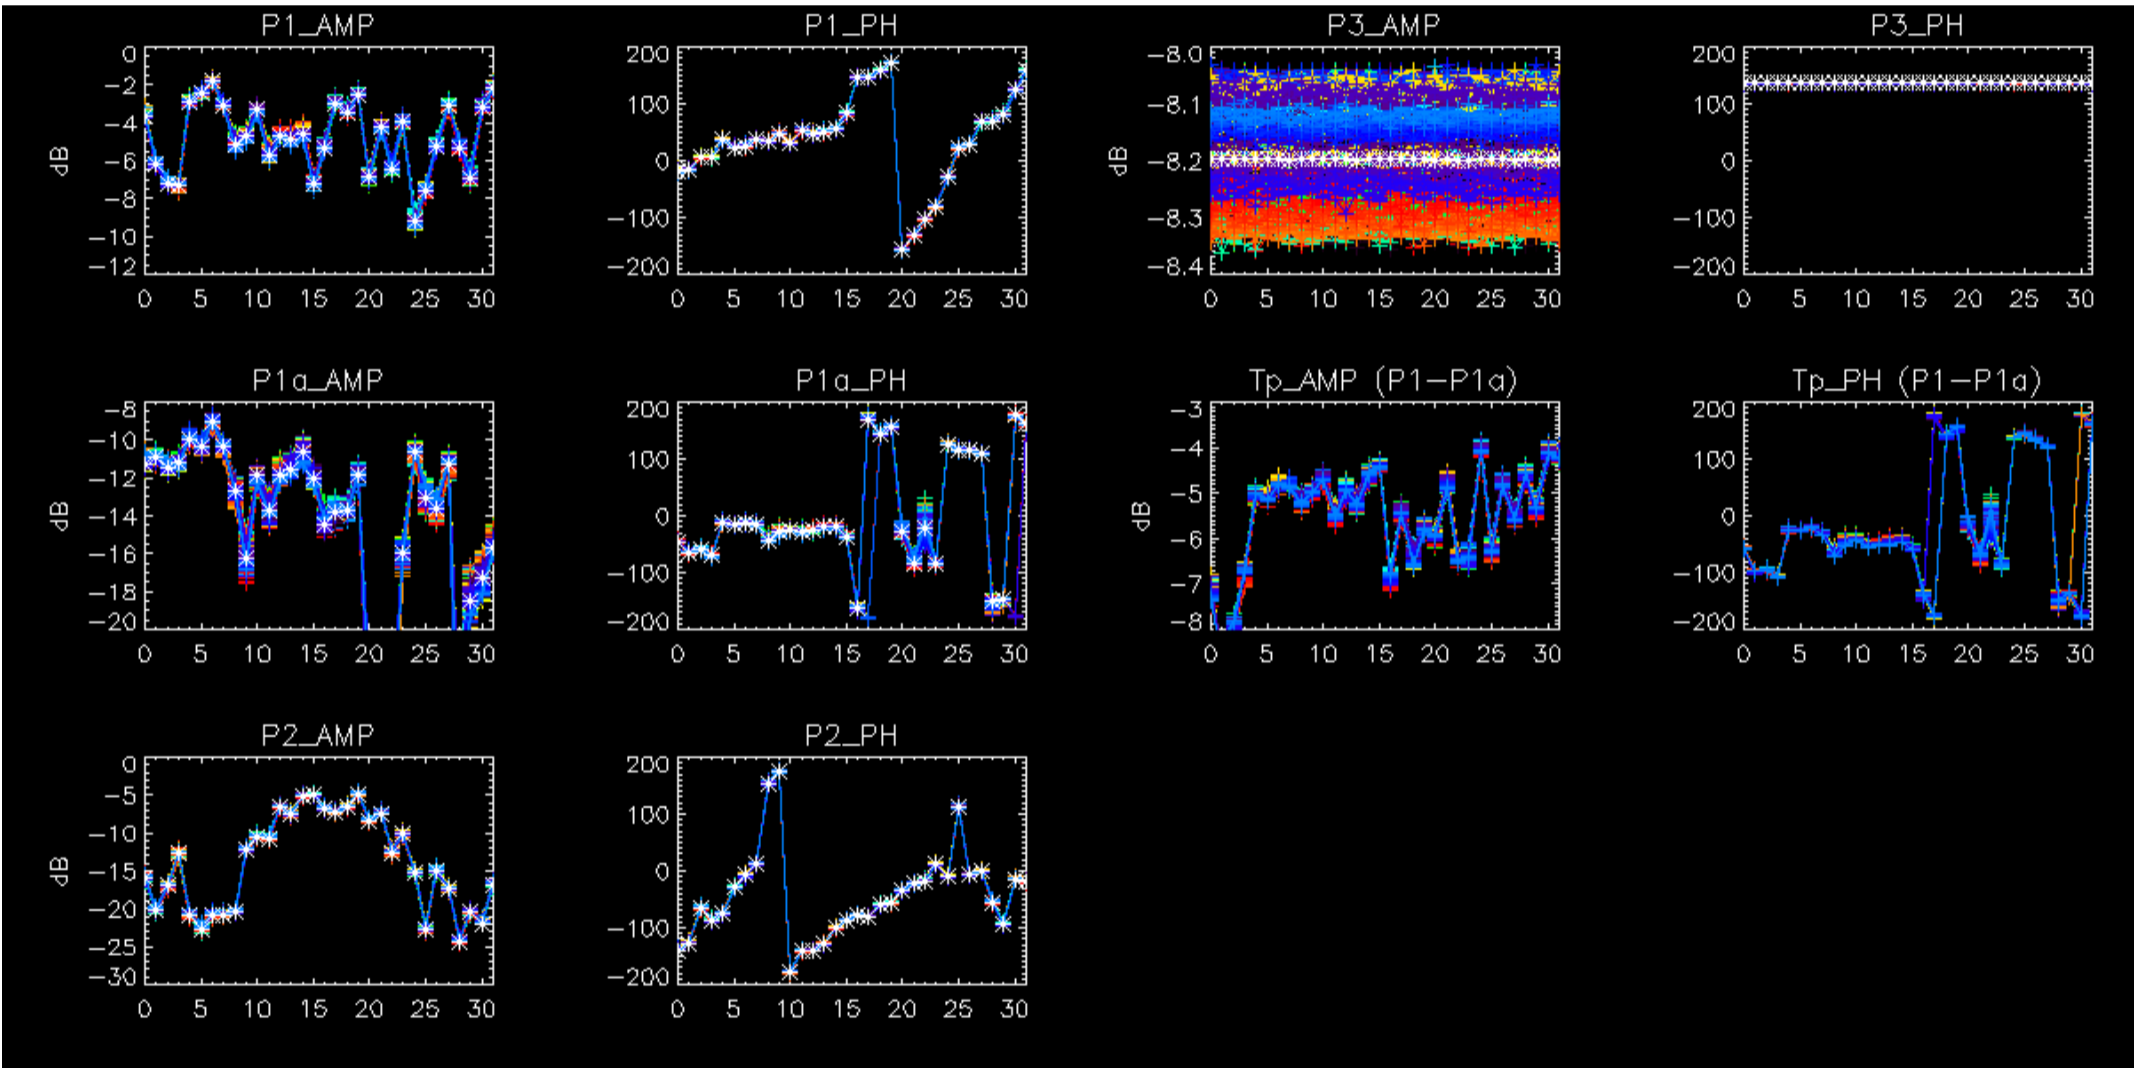 P1_AMP P1_PH P3_AMP P3_PH
0 200 −8.0 200
−2
−4 100 −8.1 100
dB −6 0 dB −8.2 0
−8 −100 −8.3 −100
−10
−12 −200 −8.4 −200
0 5 10 15 20 25 30 0 5 10 15 20 25 30 0 5 10 15 20 25 30 0 5 10 15 20 25 30
P1a_AMP P1a_PH Tp_AMP (P1−P1a) Tp_PH (P1−P1a)
−8 200 −3 200
−10 100 −4 100
−12
dB −14 0 dB −5 0
−16 −100 −6 −100
−18 −7
−20 −200 −8 −200
0 5 10 15 20 25 30 0 5 10 15 20 25 30 0 5 10 15 20 25 30 0 5 10 15 20 25 30
P2_AMP P2_PH
0 200
−5 100
−10
dB −15 0
−20 −100
−25
−30 −200
0 5 10 15 20 25 30 0 5 10 15 20 25 30